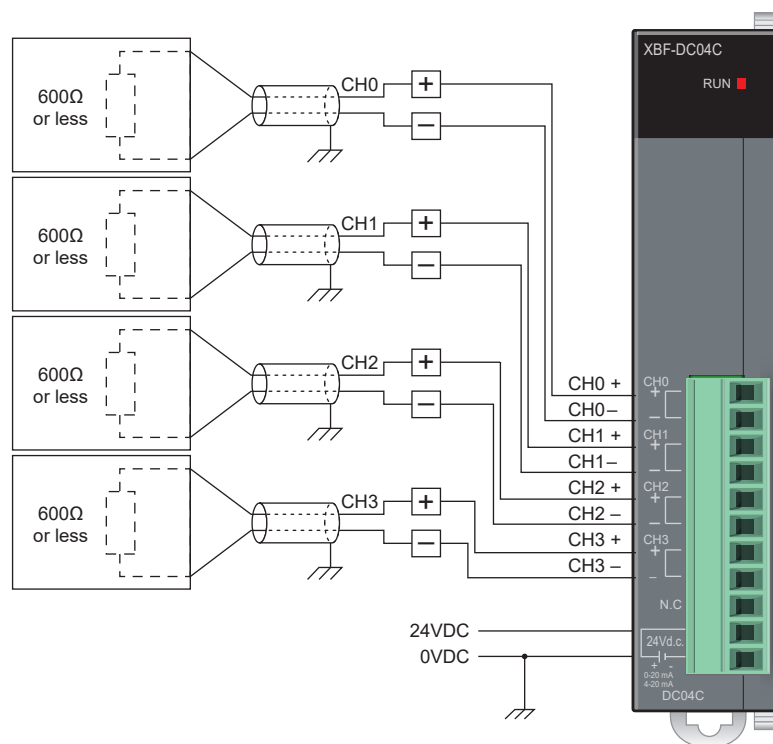 XBF-DC04C
RUN
600Ω
or less
CH0
+
−
600Ω
or less
CH1
+
−
600Ω
or less
CH2
+
−
600Ω
or less
CH3
+
−
CH0 +
CH0−
CH1 +
CH1−
CH2 +
CH2 −
CH3 +
CH3 −
CH0
+
−
CH1
+
−
CH2
+
−
CH3
+
−
N.C
24VDC
0VDC
24Vd.c.
+ -
0-20 mA
4-20 mA
DC04C